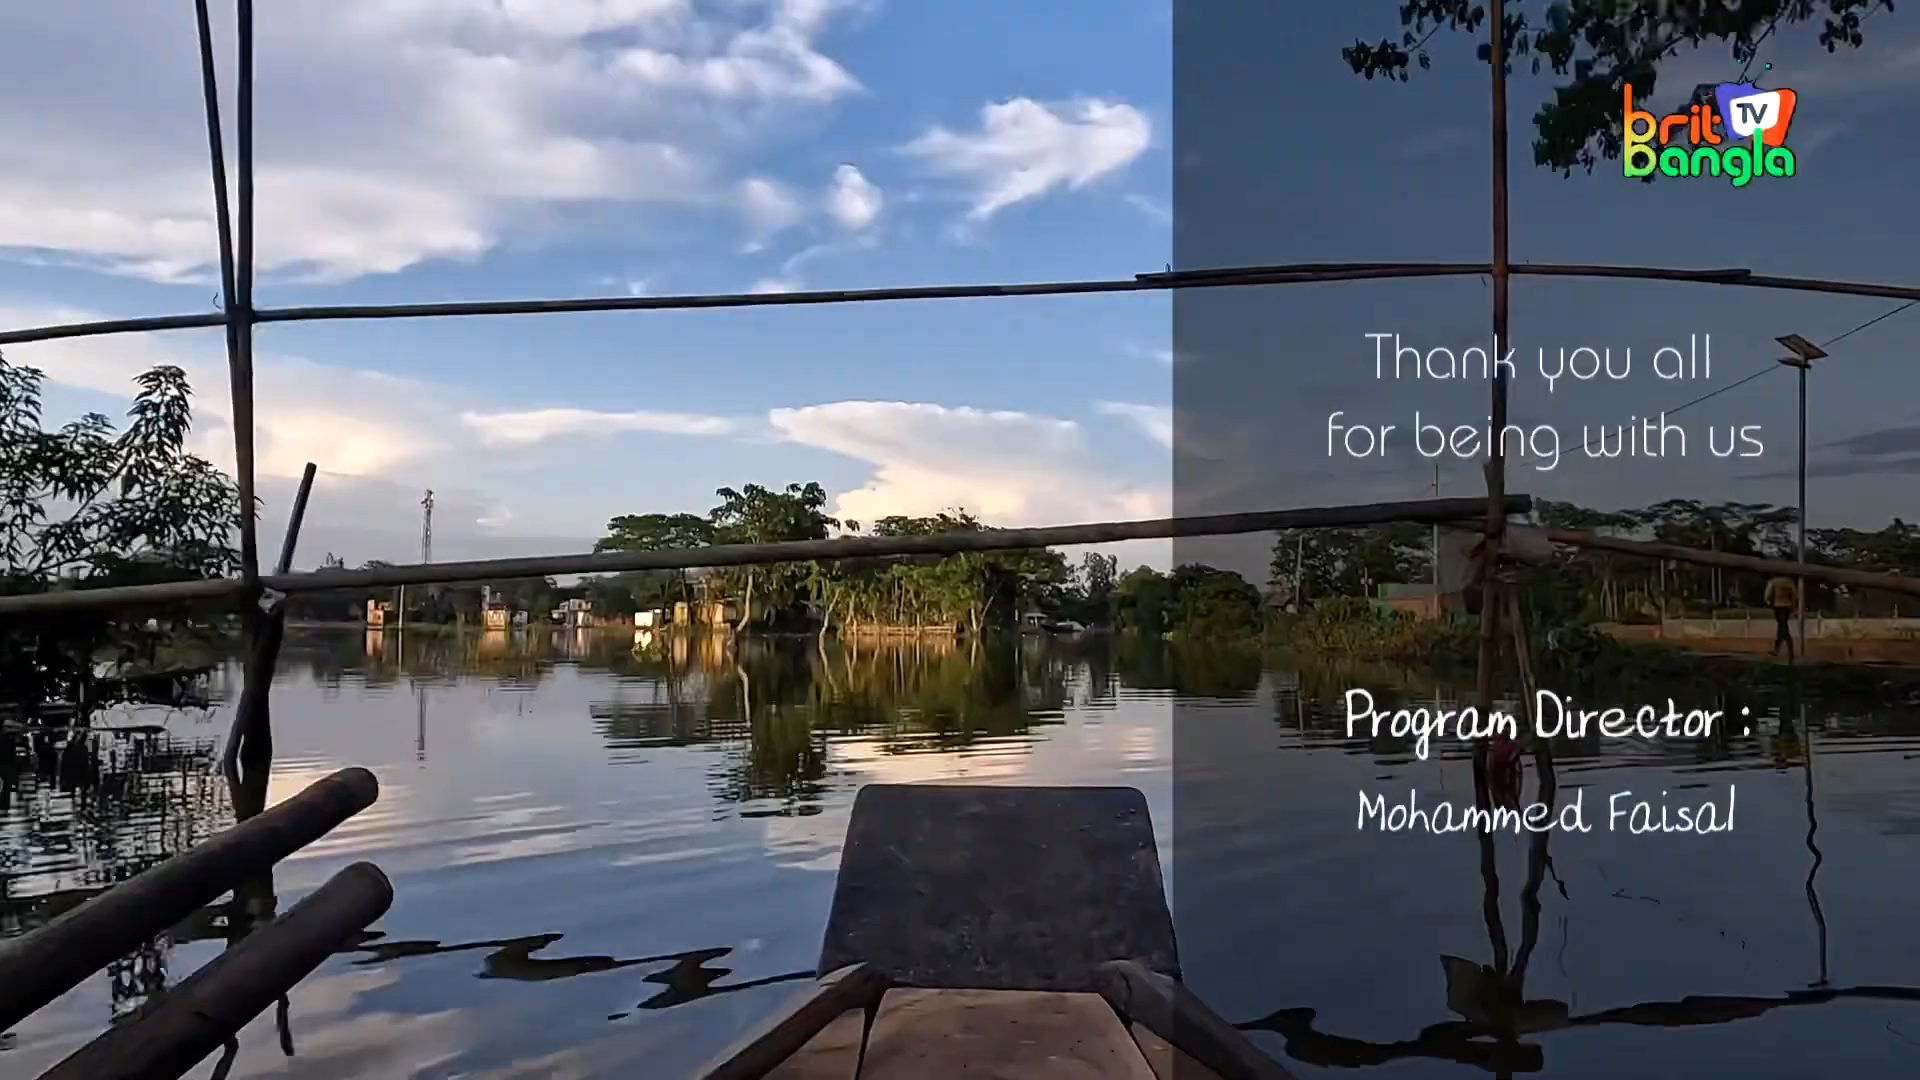 brit TV
bangla
Thank you all
for being with us
Program Director :
Mohammed Faisal